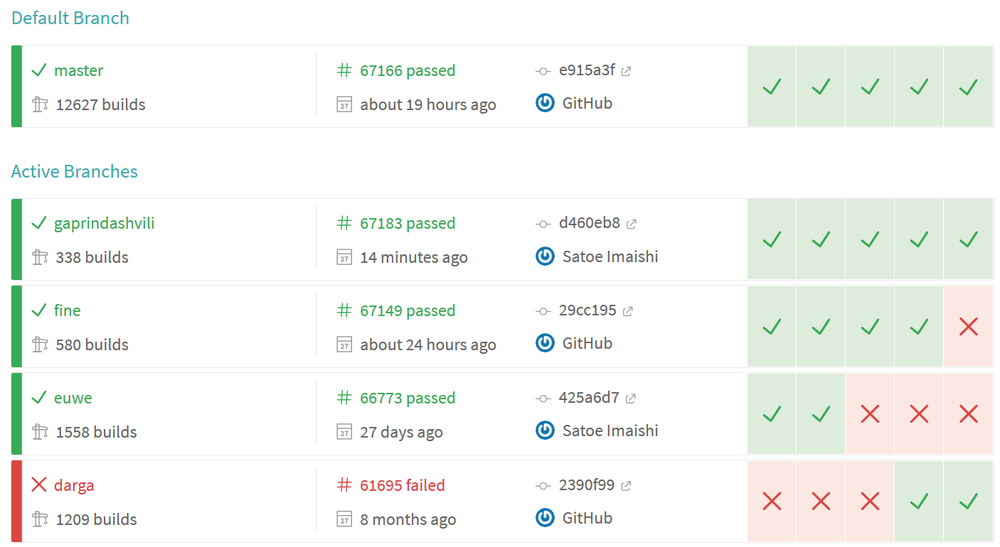 Default Branch
master
# 67166 passed
e915a3f
12627 builds
27 about 19 hours ago
GitHub
Active Branches
gaprindashvili
# 67183 passed
d460eb8
338 builds
27 14 minutes ago
Satoe Imaishi
fine
# 67149 passed
29cc195
580 builds
27 about 24 hours ago
GitHub
euwe
# 66773 passed
425a6d7
1558 builds
27 27 days ago
Satoe Imaishi
darga
# 61695 failed
2390f99
1209 builds
27 8 months ago
GitHub